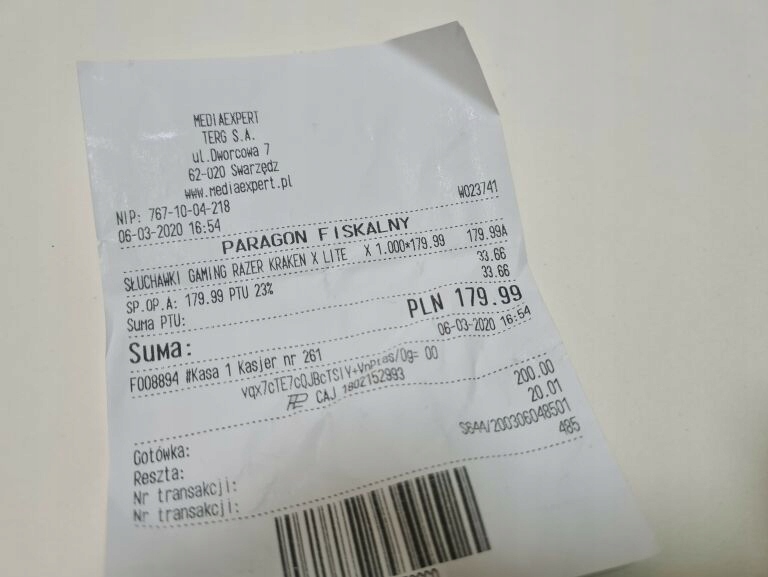 MEDIAEXPERT
TERG S.A.
ul.Dworcowa 7
62-020 Swarzędz
www.mediaexpert.pl
NIP: 767-10-04-218
06-03-2020 16:54 W023741
PARAGON FISKALNY
SŁUCHAWKI GAMING RAZER KRAKEN X LITE X 1.000*179.99 179.99A
SP.OP.A: 179.99 PTU 23% 33.66
Suma PTU: 33.66
Suma: PLN 179.99
F008894 #Kasa 1 Kasjer nr 261 06-03-2020 16:54
CAJ 1802152993
Gotówka: 200.00
Reszta: 20.01
Nr transakcji: S644/200306048501
Nr transakcji: 485